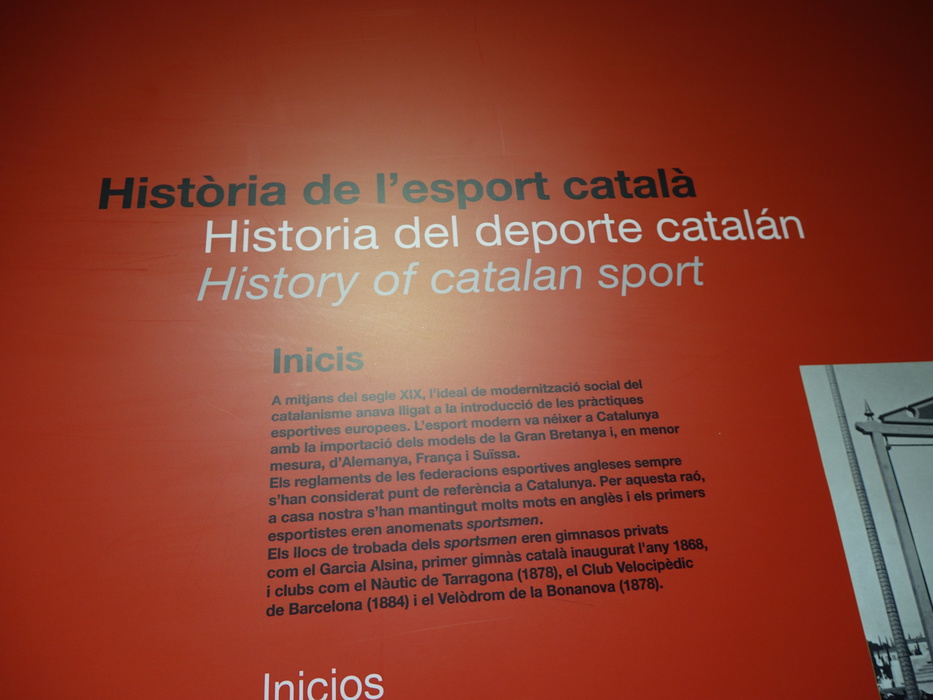 Història de l'esport català
Historia del deporte catalán
History of catalan sport
Inicis
A mitjans del segle XIX, l'ideal de modernització social del
catalanisme anava lligat a la introducció de les pràctiques
esportives europees. L'esport modern va néixer a Catalunya
amb la importació dels models de la Gran Bretanya i, en menor
mesura, d'Alemanya, França i Suïssa.
Els reglaments de les federacions esportives angleses sempre
s'han considerat punt de referència a Catalunya. Per aquesta raó,
a casa nostra s'han mantingut molts mots en anglès i els primers
esportistes eren anomenats sportsmen.
Els llocs de trobada dels sportsmen eren gimnasos privats
com el Garcia Alsina, primer gimnàs català inaugurat l'any 1868,
i clubs com el Nàutic de Tarragona (1878), el Club Velocipèdic
de Barcelona (1884) i el Velòdrom de la Bonanova (1878).
Inicios